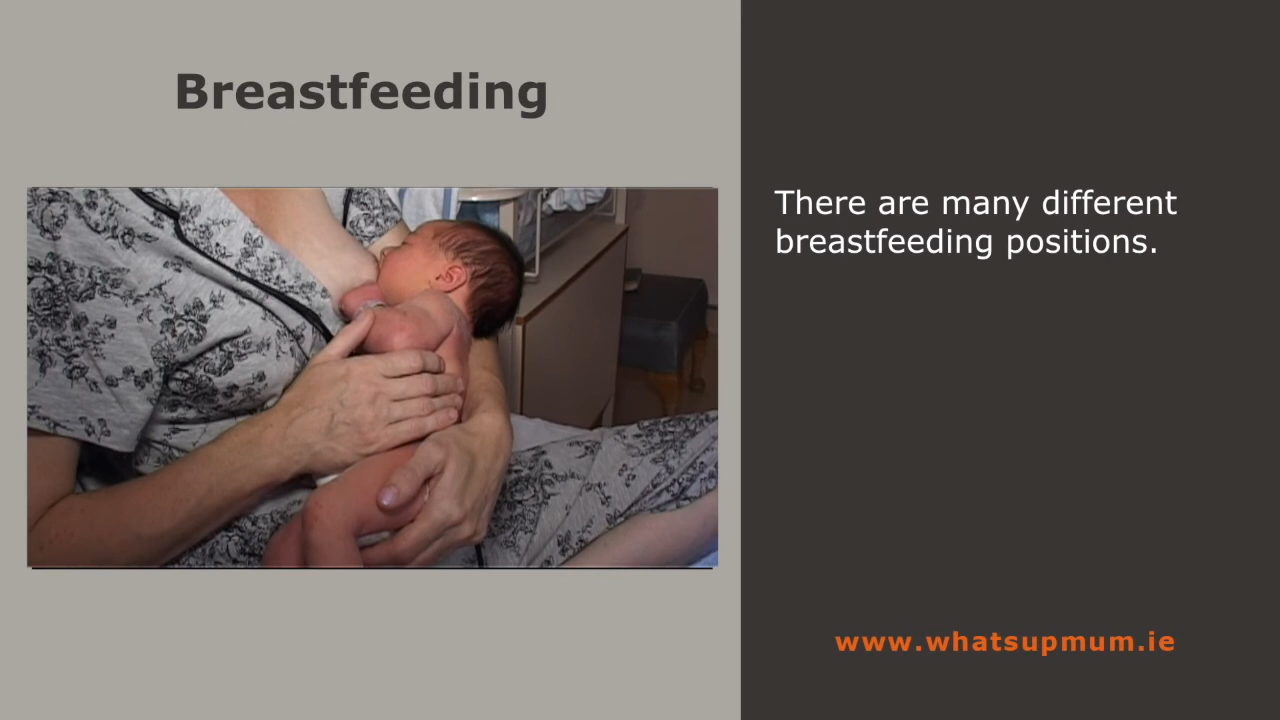 Breastfeeding
There are many different
breastfeeding positions.
www.whatsupmum.ie